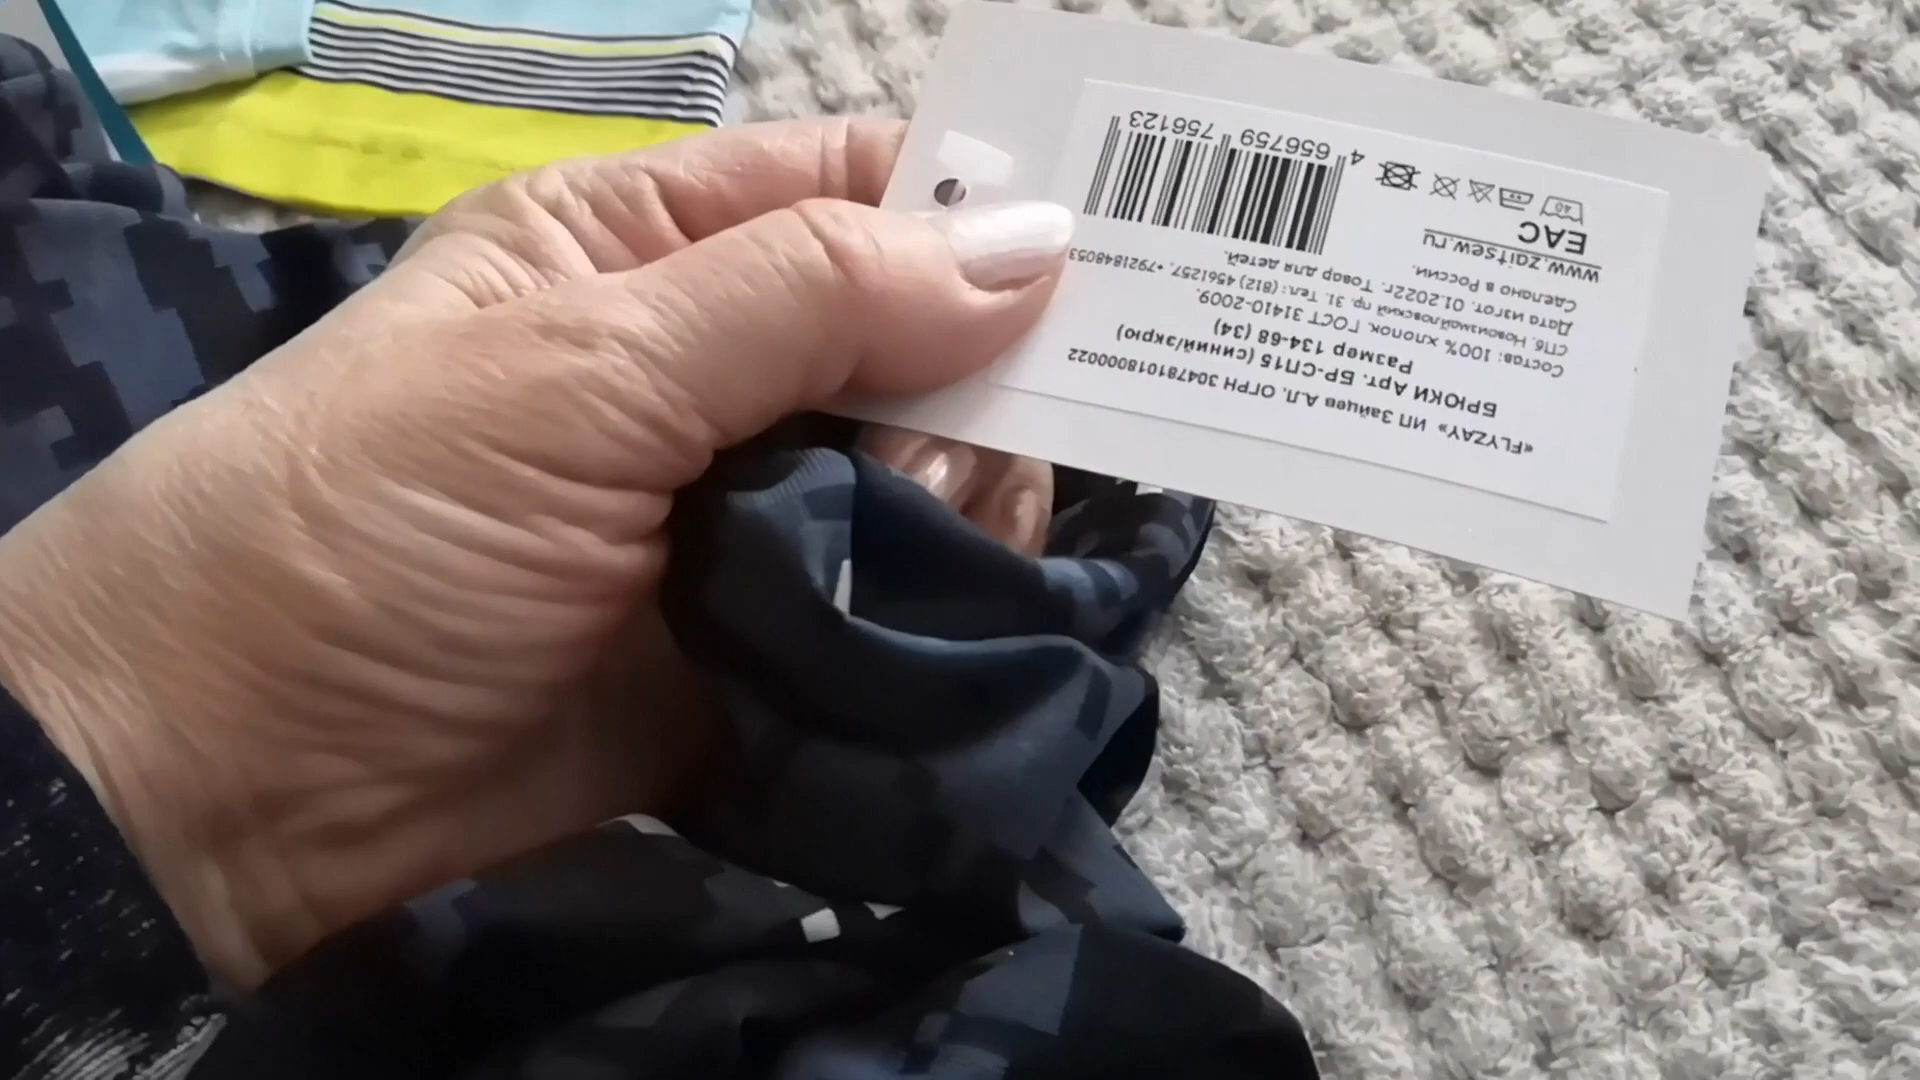 «FLYZAY» ИП Зайцев А.Л. ОГРН 304781018000022
БРЮКИ Арт. БР-СП15 (синий/экрю)
Размер 134-68 (34)
Состав: 100% хлопок. ГОСТ 31410-2009.
СПб, Новоизмайловский пр. 31. Тел.: (812) 4561257, +7921848053
Дата изгот. 01.2022г. Товар для детей.
Сделано в России.
www.zaitsew.ru
EAC
40
4 656759 756123